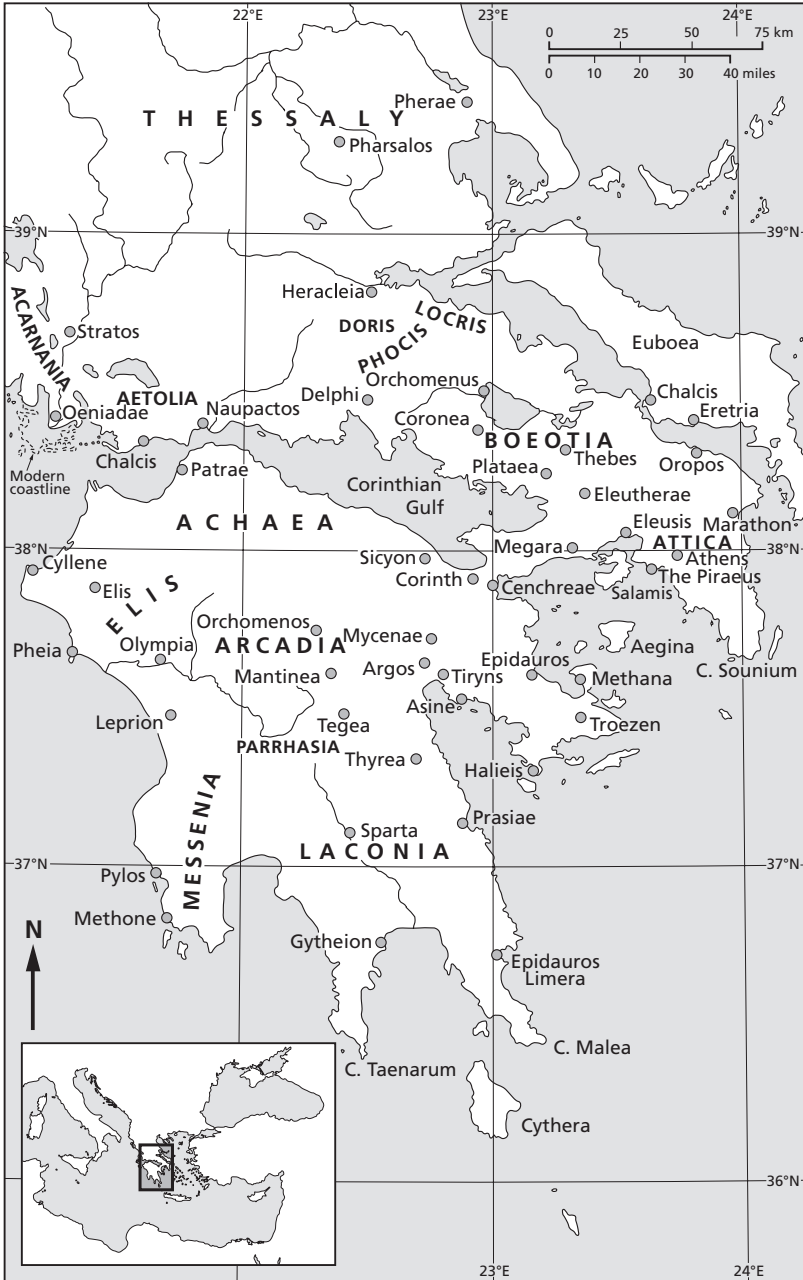 22°E
23°E
24°E
0 25 50 75 km
0 10 20 30 40 miles
Pherae
THESSALY
Pharsalos
39°N
39°N
Heracleia
ACARNANIA
Stratos
DORIS
LOCRIS
PHOCIS
Euboea
AETOLIA
Delphi
Orchomenus
Chalcis
Oeniadae
Naupactos
Coronea
Eretria
BOEOTIA
Chalcis
Thebes
Oropos
Modern
coastline
Patrae
Plataea
Corinthian
Gulf
Eleutherae
ACHAEA
Eleusis
Marathon
Megara
ATTICA
38°N
38°N
Cyllene
Sicyon
Athens
Corinth
The Piraeus
Elis
Cenchreae
Salamis
ELIS
Orchomenos
Mycenae
Pheia
Olympia
ARCADIA
Aegina
Argos
Epidauros
C. Sounium
Mantinea
Tiryns
Methana
Asine
Leprion
Tegea
Troezen
PARRHASIA
Thyrea
Halieis
MESSENIA
Prasiae
Sparta
LACONIA
37°N
37°N
Pylos
Methone
N
Gytheion
Epidauros
Limera
C. Malea
C. Taenarum
Cythera
36°N
23°E
24°E